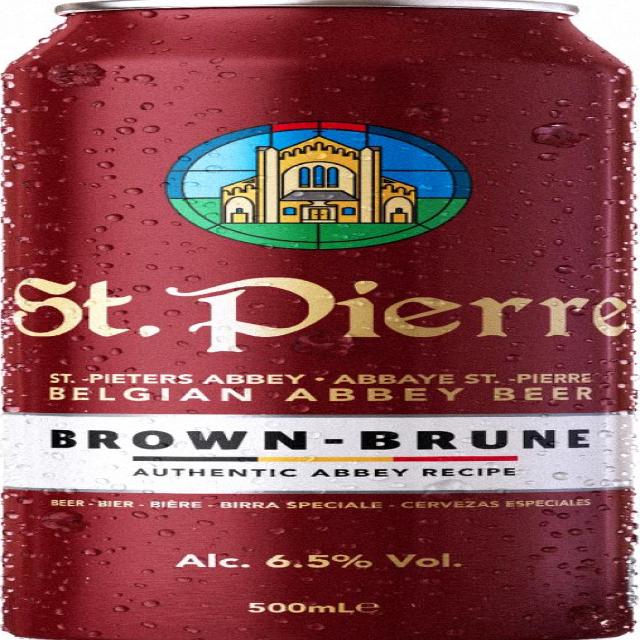 St. Pierre
ST. -PIETERS ABBEY • ABBAYE ST. -PIERRE
BELGIAN ABBEY BEER
BROWN-BRUNE
AUTHENTIC ABBEY RECIPE
BEER - BIER - BIÈRE - BIRRA SPECIALE - CERVEZAS ESPECIALES
Alc. 6.5% Vol.
500mL℮